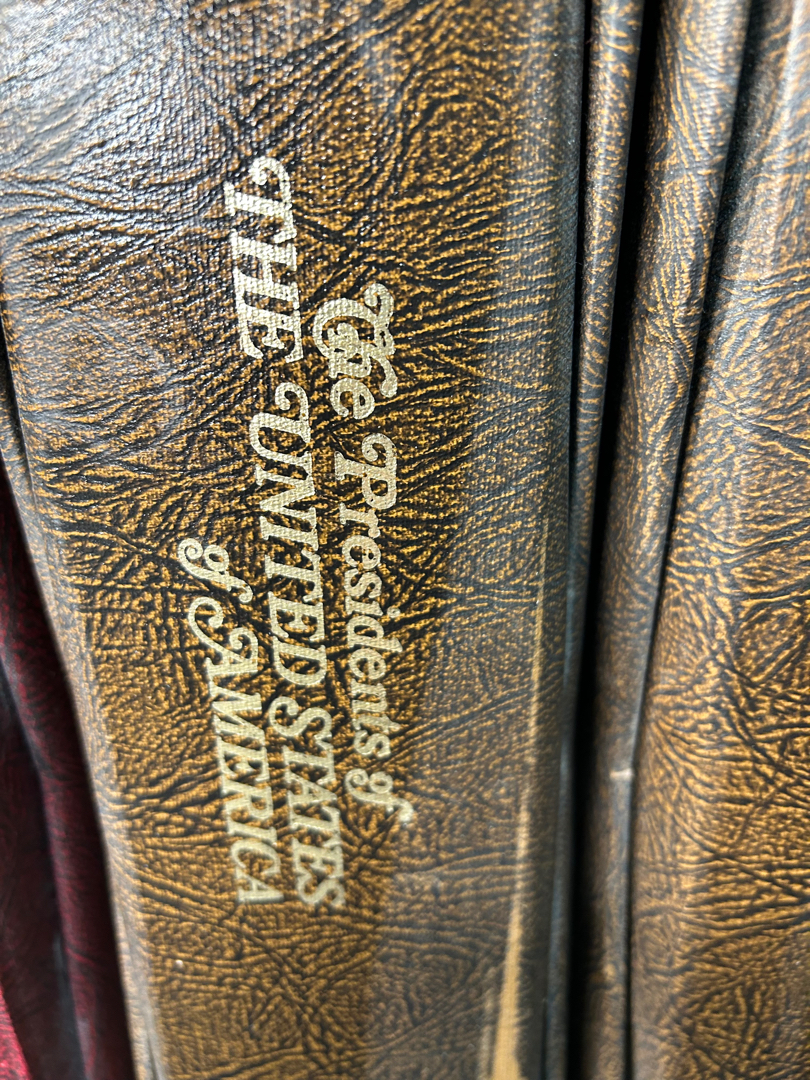 The Presidents of
THE UNITED STATES
of AMERICA